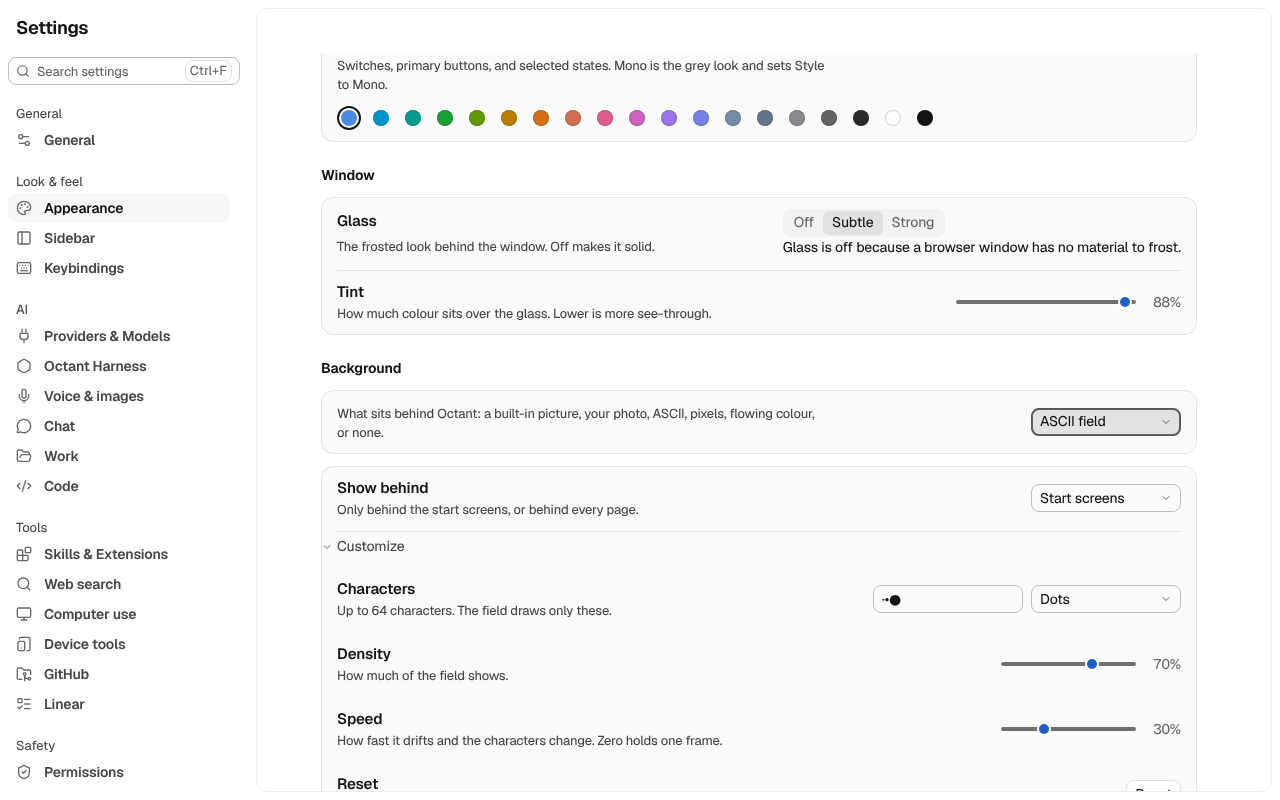 Settings
Search settings
Ctrl+F
General
General
Look & feel
Appearance
Sidebar
Keybindings
AI
Providers & Models
Octant Harness
Voice & images
Chat
Work
Code
Tools
Skills & Extensions
Web search
Computer use
Device tools
GitHub
Linear
Safety
Permissions
Switches, primary buttons, and selected states. Mono is the grey look and sets Style
to Mono.
Window
Glass
The frosted look behind the window. Off makes it solid.
Off
Subtle
Strong
Glass is off because a browser window has no material to frost.
Tint
How much colour sits over the glass. Lower is more see-through.
88%
Background
What sits behind Octant: a built-in picture, your photo, ASCII, pixels, flowing colour,
or none.
ASCII field
Show behind
Only behind the start screens, or behind every page.
Start screens
Customize
Characters
Up to 64 characters. The field draws only these.
Dots
Density
How much of the field shows.
70%
Speed
How fast it drifts and the characters change. Zero holds one frame.
30%
Reset